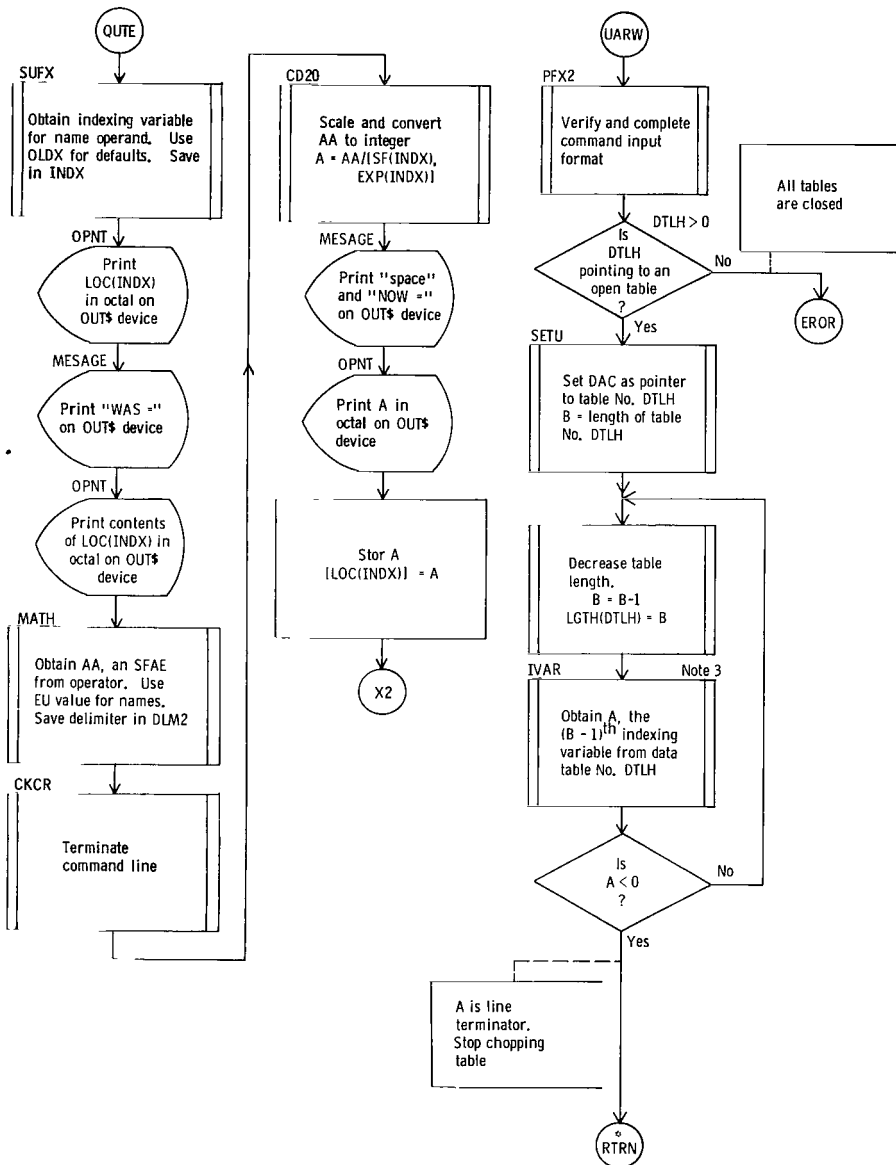 QUTE
SUFX
Obtain indexing variable
for name operand. Use
OLDX for defaults. Save
in INDX
OPNT
Print
LOC(INDX)
in octal on
OUT$ device
MESAGE
Print "WAS ="
on OUT$ device
OPNT
Print contents
of LOC(INDX) in
octal on OUT$
device
MATH
Obtain AA, an SFAE
from operator. Use
EU value for names.
Save delimiter in DLM2
CKCR
Terminate
command line
CD20
Scale and convert
AA to integer
A = AA/[SF(INDX),
EXP(INDX)]
MESAGE
Print "space"
and "NOW ="
on OUT$ device
OPNT
Print A in
octal on OUT$
device
Stor A
[LOC(INDX)] = A
X2
UARW
PFX2
Verify and complete
command input
format
DTLH > 0
Is
DTLH
pointing to an
open table
?
No
Yes
All tables
are closed
EROR
SETU
Set DAC as pointer
to table No. DTLH
B = length of table
No. DTLH
Decrease table
length.
B = B-1
LGTH(DTLH) = B
IVAR
Note 3
Obtain A, the
(B - 1)th indexing
variable from data
table No. DTLH
Is
A < 0
?
No
Yes
A is line
terminator.
Stop chopping
table
*
RTRN